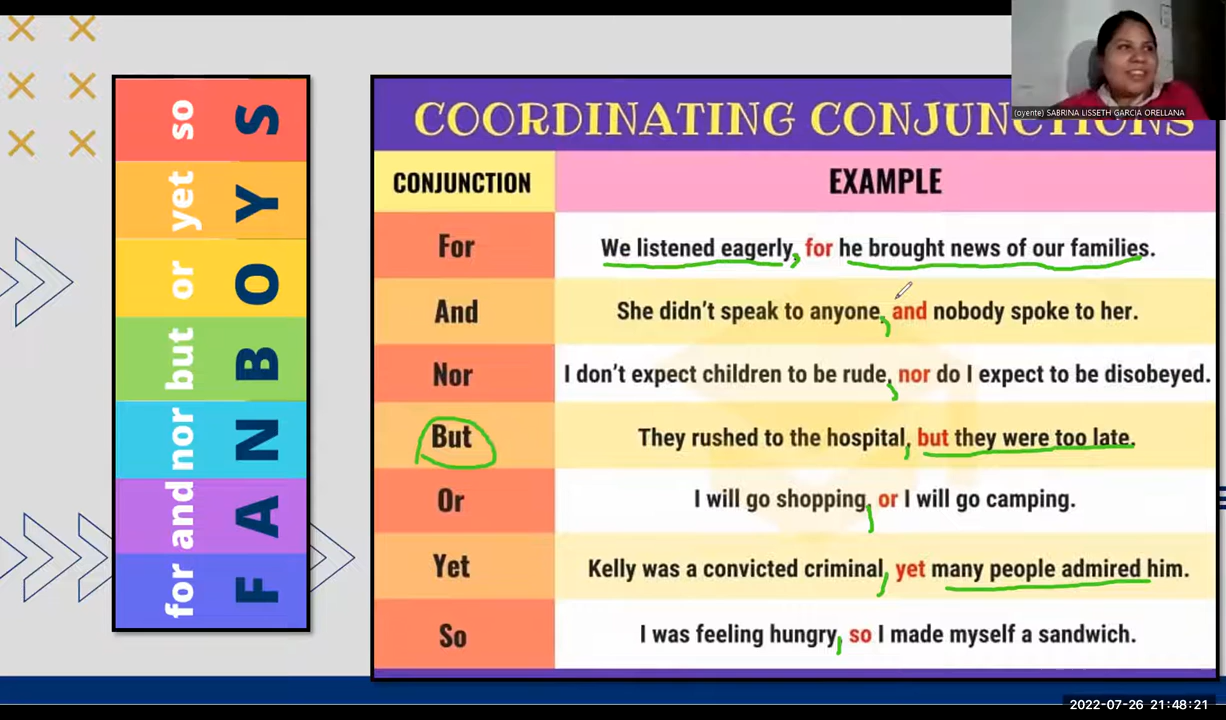 for and nor but or yet so
F A N B O Y S
COORDINATING CONJUNCTIONS
(oyente) SABRINA LISSETH GARCIA ORELLANA
CONJUNCTION EXAMPLE
For We listened eagerly, for he brought news of our families.
And She didn't speak to anyone, and nobody spoke to her.
Nor I don't expect children to be rude, nor do I expect to be disobeyed.
But They rushed to the hospital, but they were too late.
Or I will go shopping, or I will go camping.
Yet Kelly was a convicted criminal, yet many people admired him.
So I was feeling hungry, so I made myself a sandwich.
2022-07-26 21:48:21